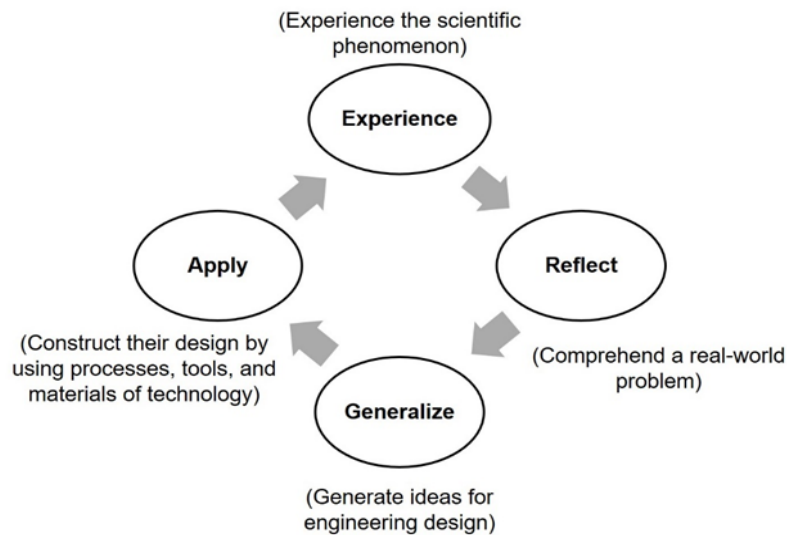 (Experience the scientific
phenomenon)
Experience
Reflect
(Comprehend a real-world
problem)
Generalize
(Generate ideas for
engineering design)
Apply
(Construct their design by
using processes, tools, and
materials of technology)